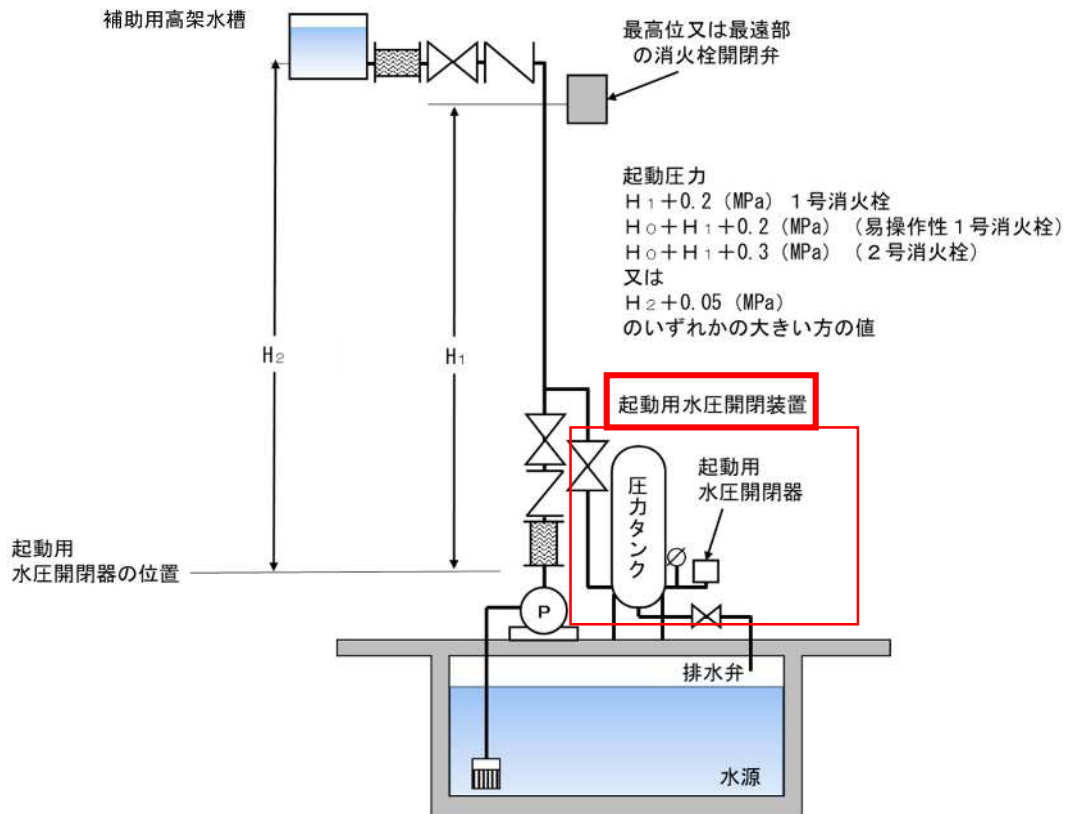 補助用高架水槽
最高位又は最遠部
の消火栓開閉弁
起動圧力
H₁+0.2 (MPa) 1号消火栓
H₀+H₁+0.2 (MPa) (易操作性1号消火栓)
H₀+H₁+0.3 (MPa) (2号消火栓)
又は
H₂+0.05 (MPa)
のいずれかの大きい方の値
H₂
H₁
起動用水圧開閉装置
起動用
水圧開閉器
圧力タンク
起動用
水圧開閉器の位置
P
排水弁
水源